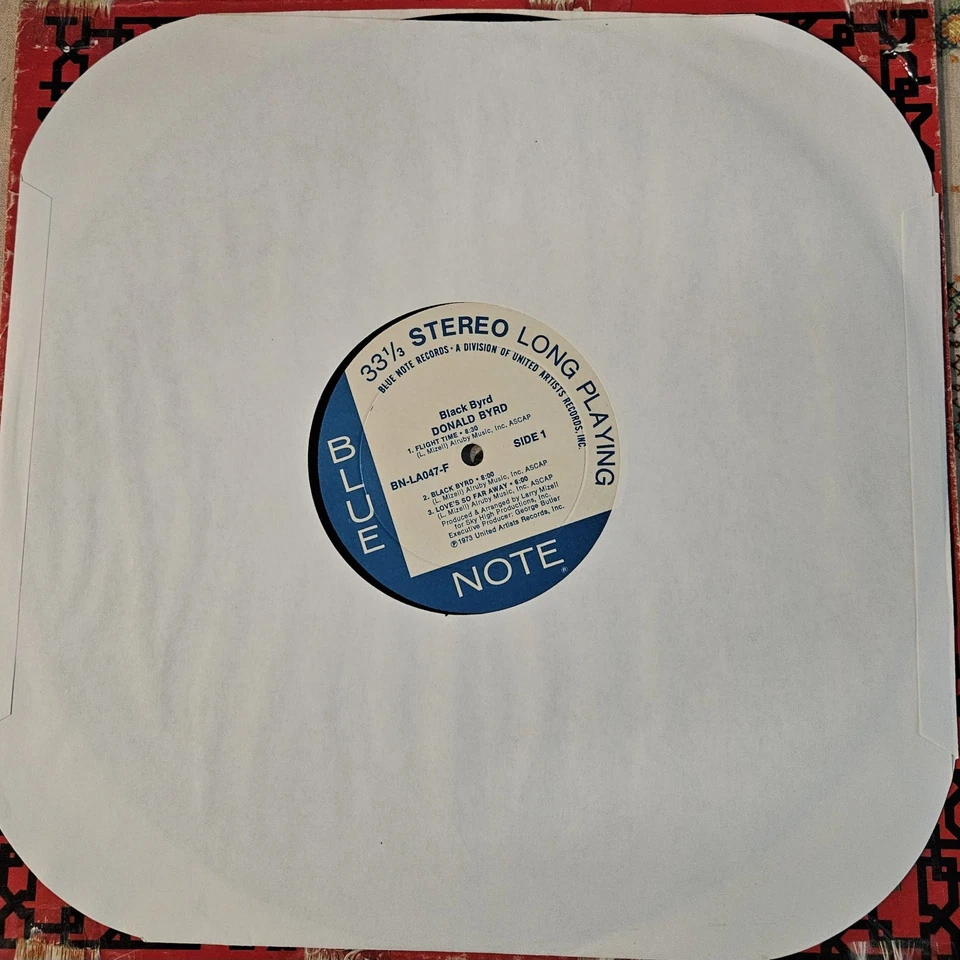 33⅓ STEREO LONG PLAYING
BLUE NOTE RECORDS • A DIVISION OF UNITED ARTISTS RECORDS, INC.
Black Byrd
DONALD BYRD
1. FLIGHT TIME • 8:30
(L. Mizell) Alruby Music, Inc. ASCAP
SIDE 1
BN-LA047-F
2. BLACK BYRD • 8:00
(L. Mizell) Alruby Music, Inc. ASCAP
3. LOVE'S SO FAR AWAY • 6:00
(L. Mizell) Alruby Music, Inc. ASCAP
Produced & Arranged by Larry Mizell
for Sky High Productions, Inc.
Executive Producer: George Butler
℗1973 United Artists Records, Inc.
BLUE
NOTE®